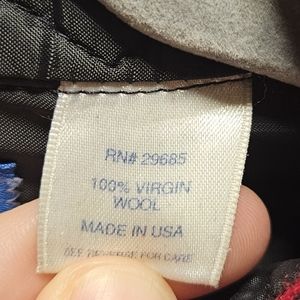 RN# 29685
100% VIRGIN
WOOL
MADE IN USA
SEE REVERSE FOR CARE